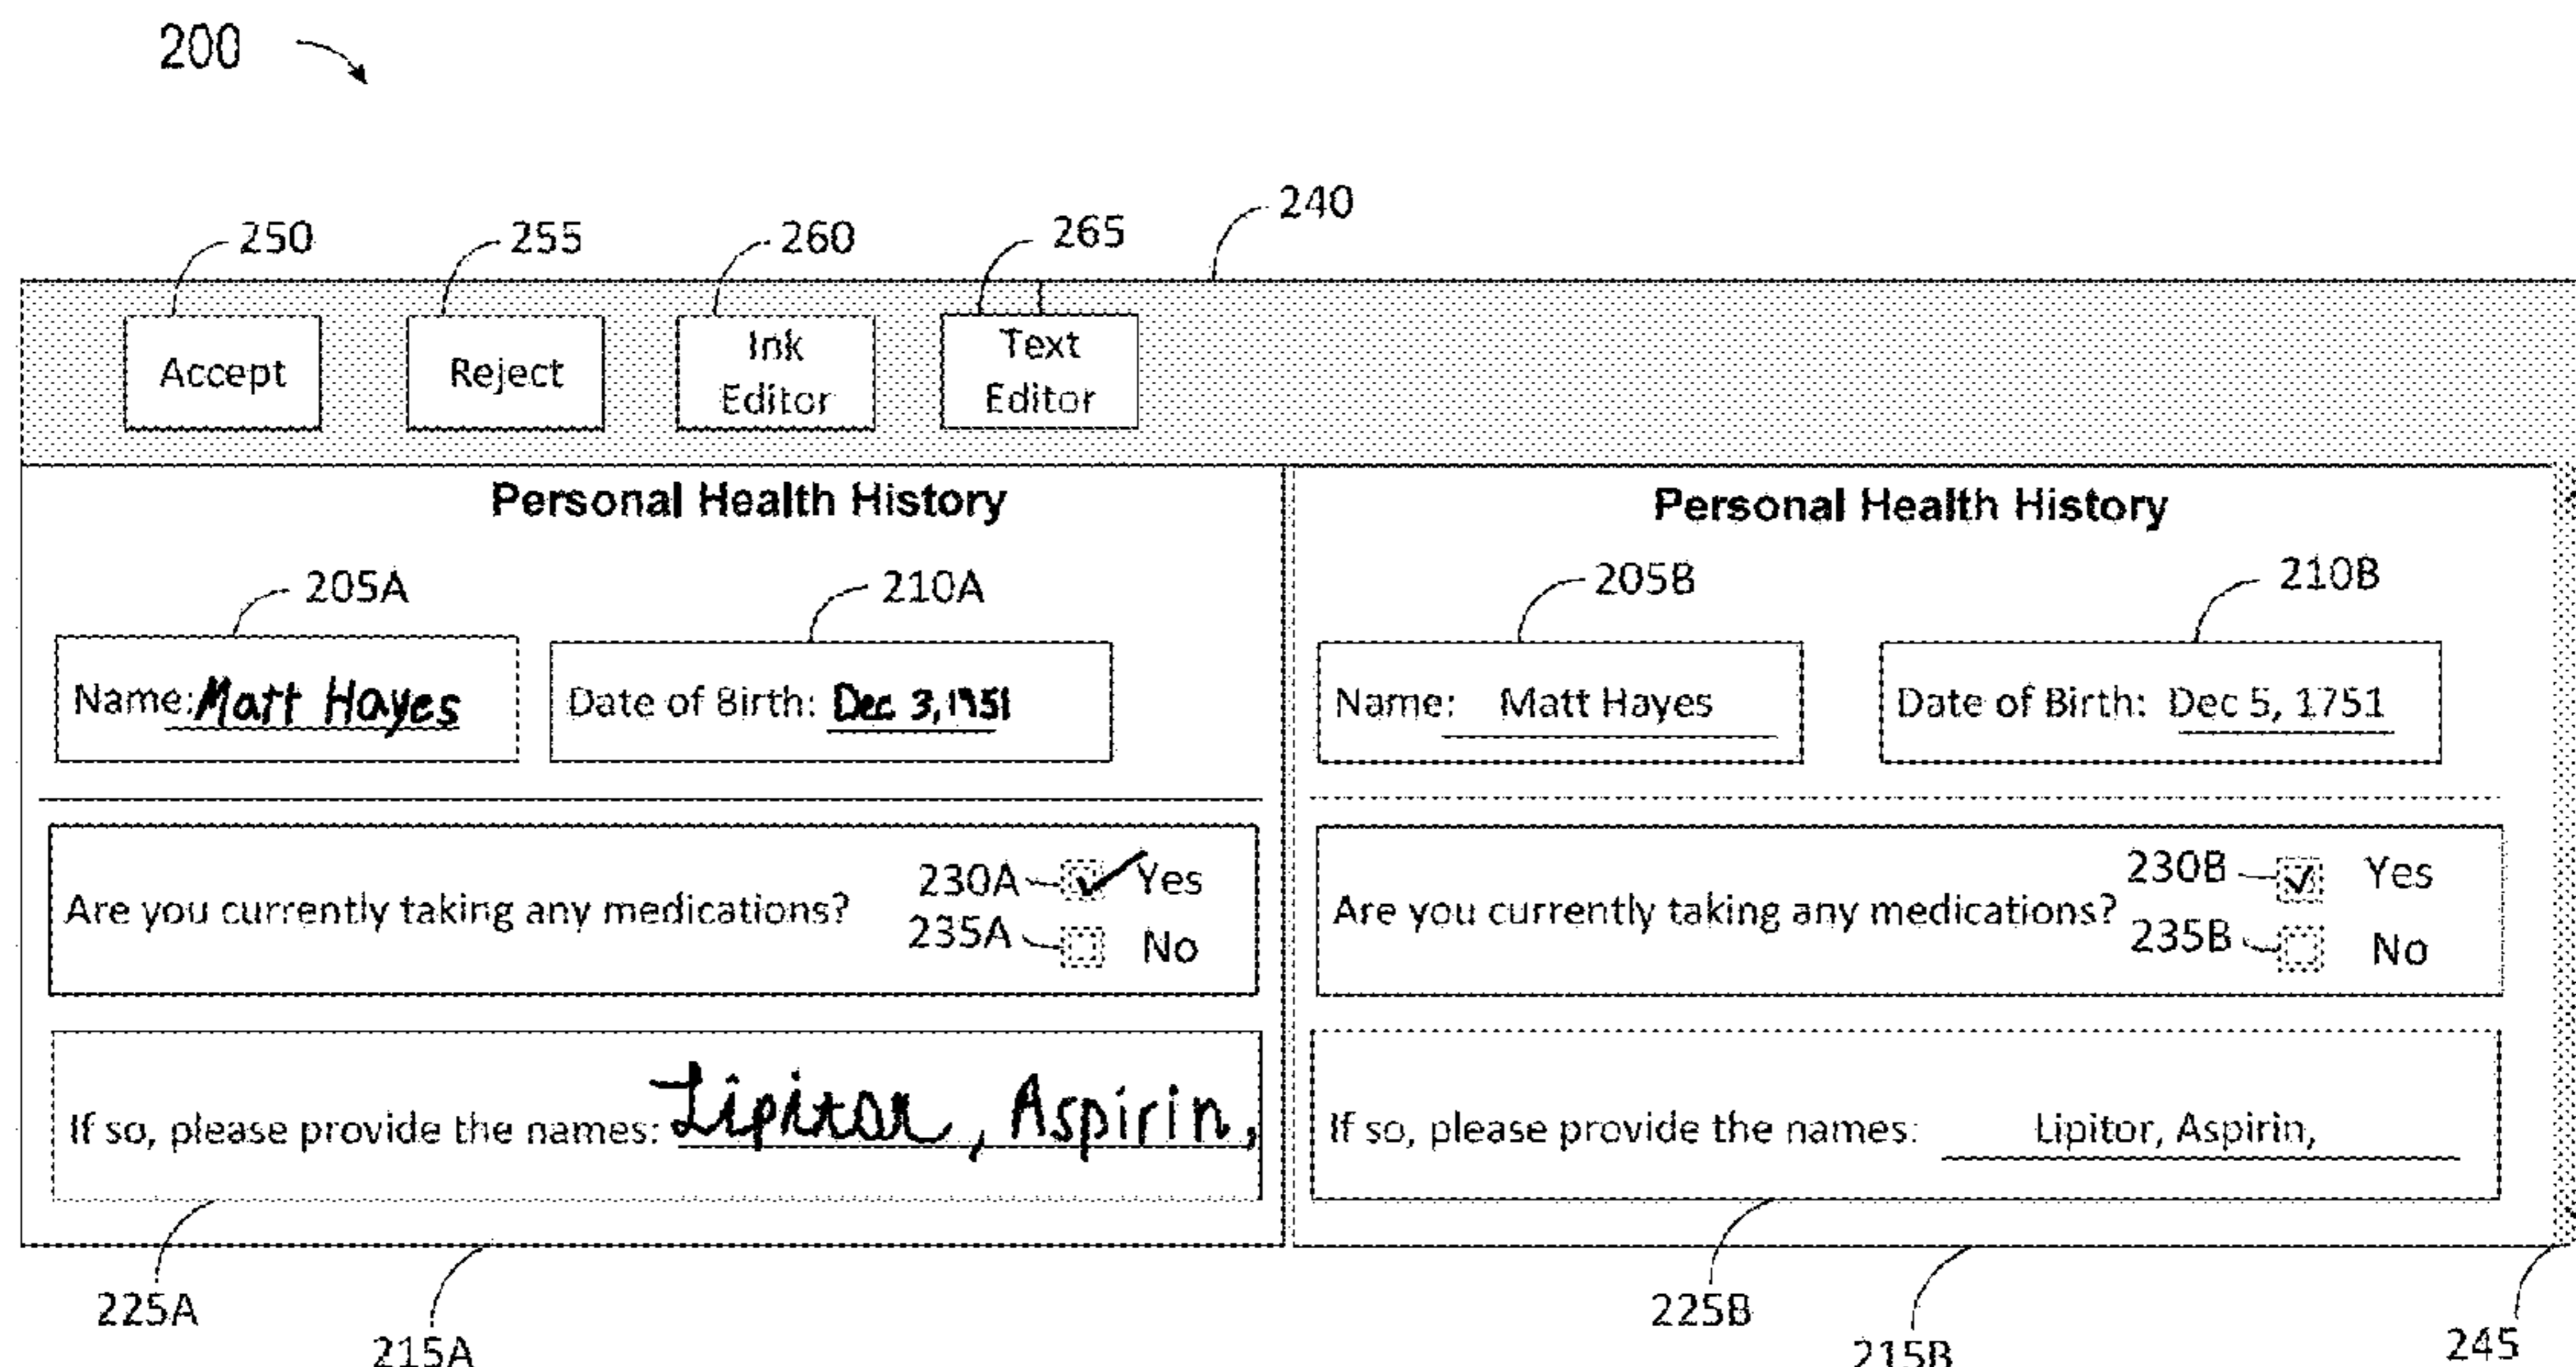 200
240
250 255 260 265
Accept Reject Ink Editor Text Editor
Personal Health History
205A 210A
Name: Matt Hayes Date of Birth: Dec 3, 1951
230A Yes
Are you currently taking any medications?
235A No
If so, please provide the names: Lipitor, Aspirin,
225A
215A
Personal Health History
205B 210B
Name: Matt Hayes Date of Birth: Dec 5, 1751
230B Yes
Are you currently taking any medications?
235B No
If so, please provide the names: Lipitor, Aspirin,
225B
215B
245